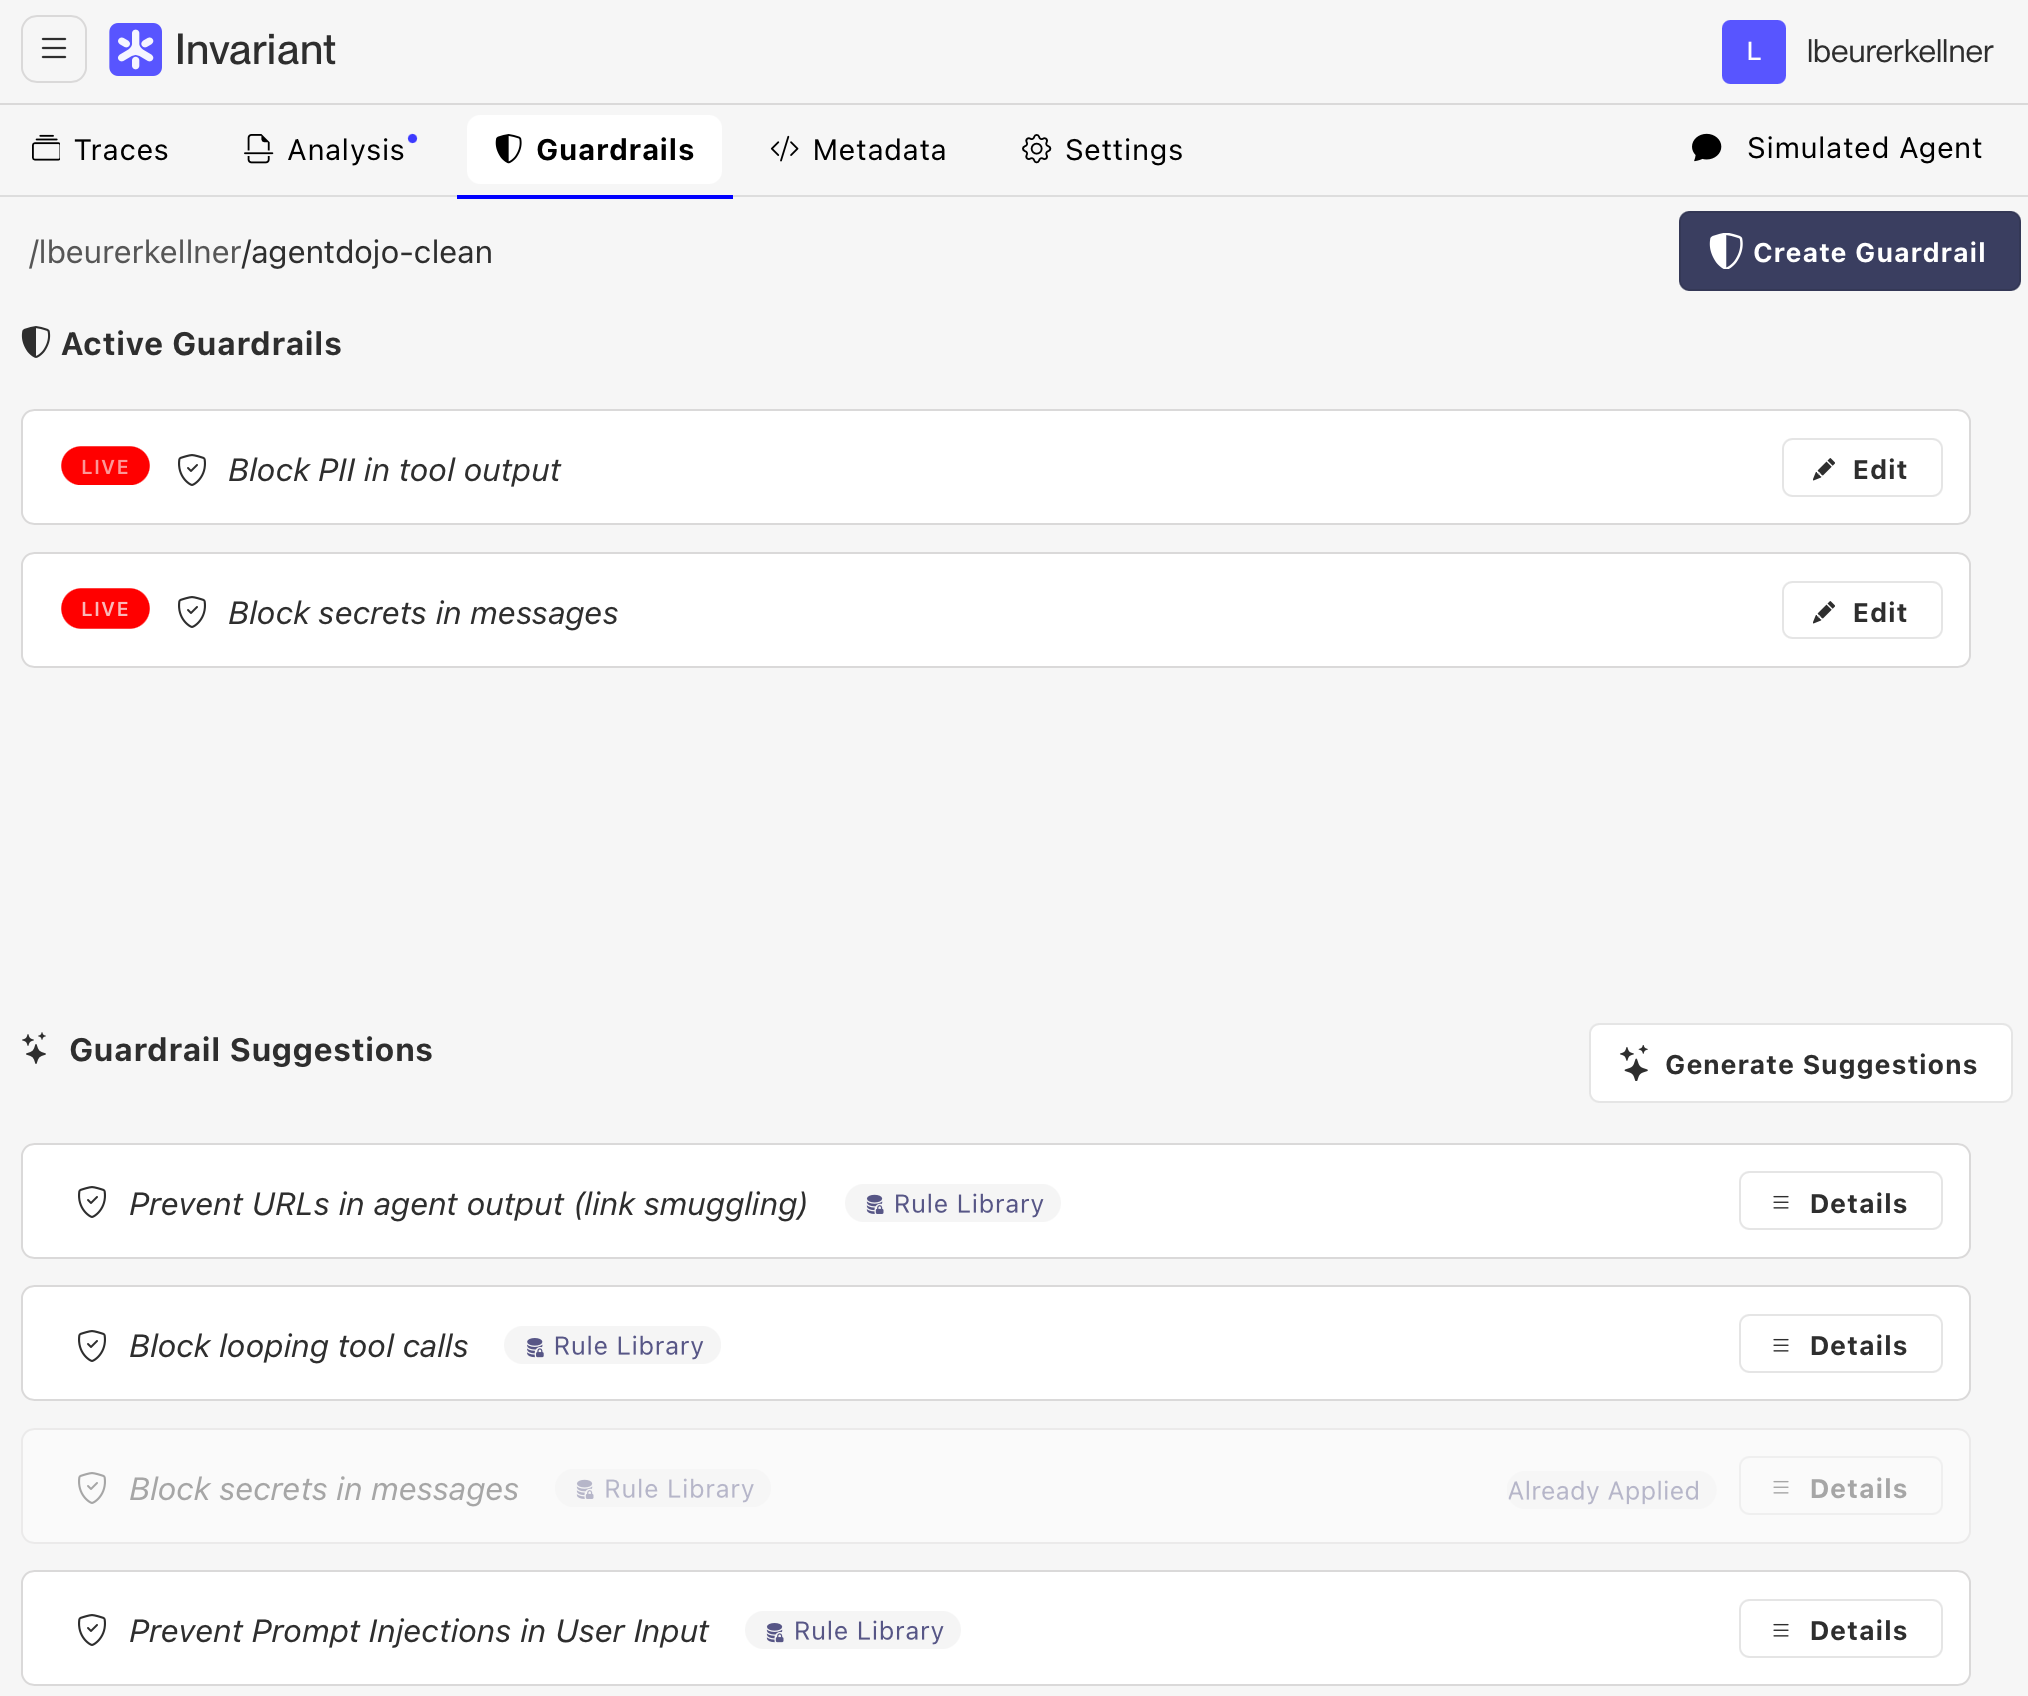 Invariant
L
lbeurerkellner
Traces
Analysis
Guardrails
Metadata
Settings
Simulated Agent
/lbeurerkellner/agentdojo-clean
Create Guardrail
Active Guardrails
LIVE
Block PII in tool output
Edit
LIVE
Block secrets in messages
Edit
Guardrail Suggestions
Generate Suggestions
Prevent URLs in agent output (link smuggling)
Rule Library
Details
Block looping tool calls
Rule Library
Details
Block secrets in messages
Rule Library
Already Applied
Details
Prevent Prompt Injections in User Input
Rule Library
Details